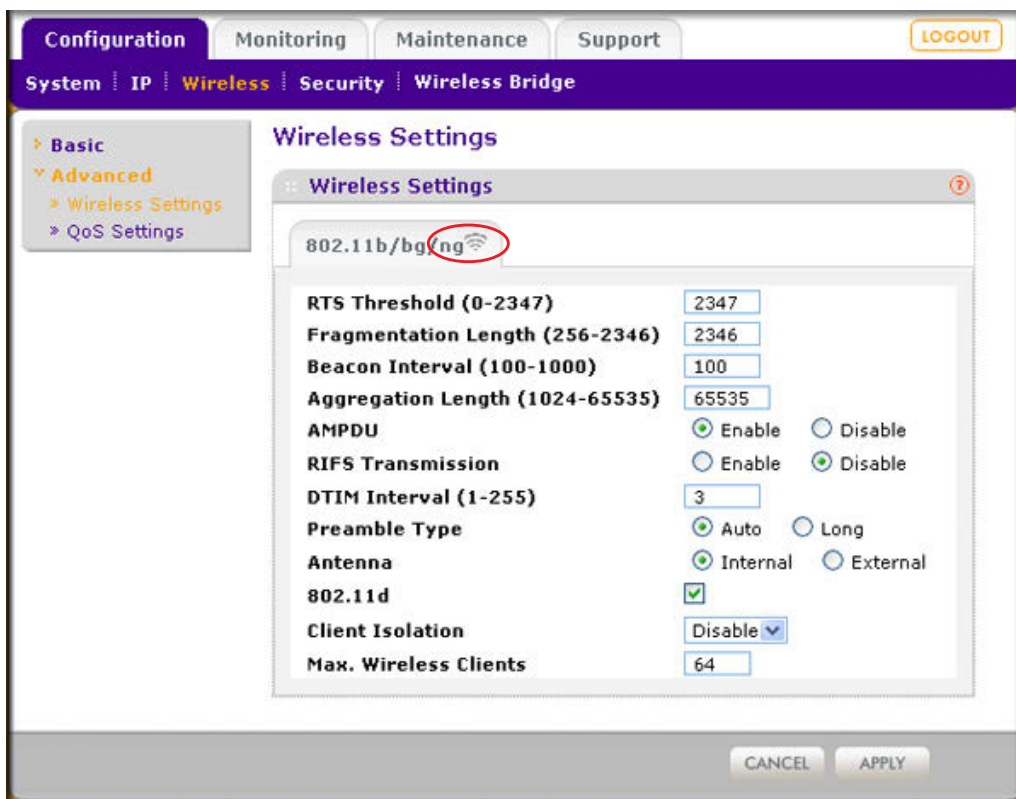 Configuration Monitoring Maintenance Support LOGOUT
System IP Wireless Security Wireless Bridge
Basic
Advanced
» Wireless Settings
» QoS Settings
Wireless Settings
Wireless Settings ?
802.11b/bg/ng
RTS Threshold (0-2347) 2347
Fragmentation Length (256-2346) 2346
Beacon Interval (100-1000) 100
Aggregation Length (1024-65535) 65535
AMPDU Enable Disable
RIFS Transmission Enable Disable
DTIM Interval (1-255) 3
Preamble Type Auto Long
Antenna Internal External
802.11d
Client Isolation Disable
Max. Wireless Clients 64
CANCEL APPLY